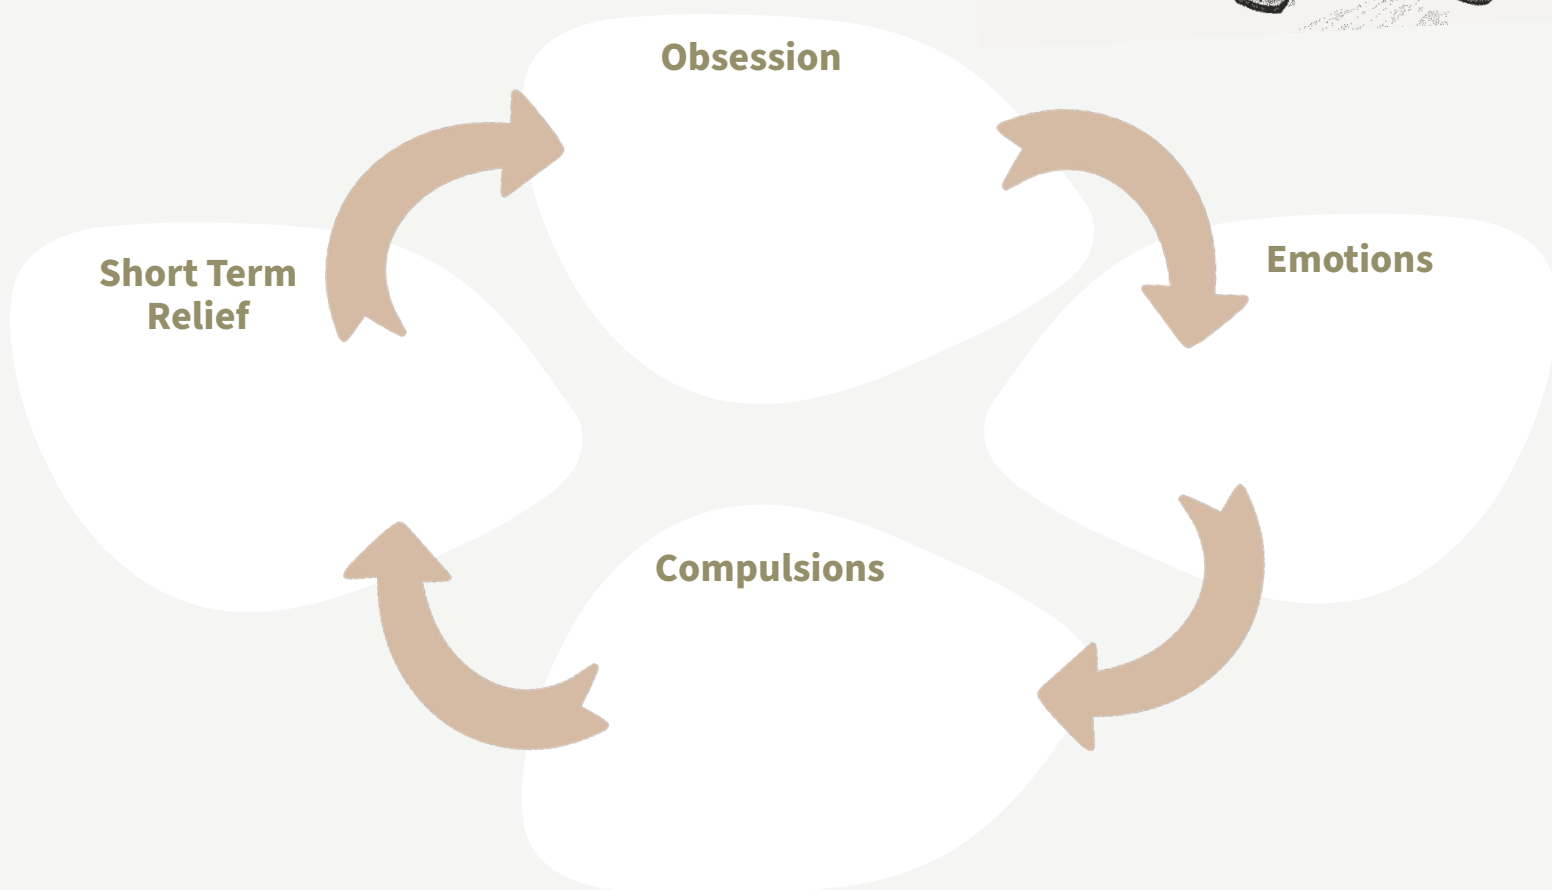 Obsession
Emotions
Short Term
Relief
Compulsions